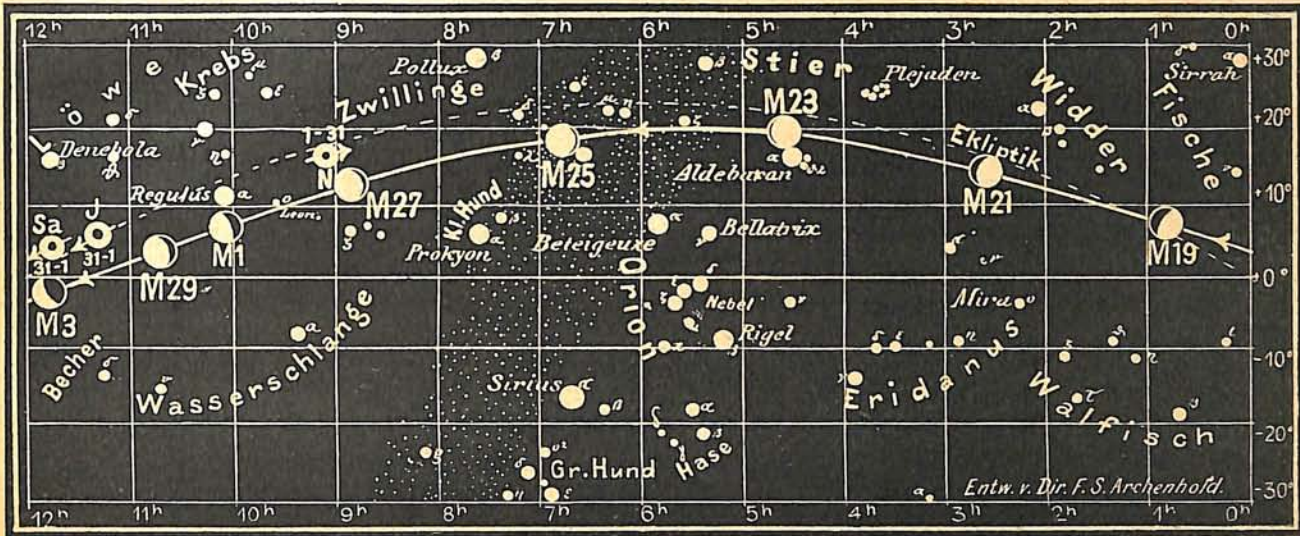 12h 11h 10h 9h 8h 7h 6h 5h 4h 3h 2h 1h 0h
+30°
+20°
+10°
0°
-10°
-20°
-30°
Löwe
Krebs
Pollux
Zwillinge
Stier
Plejaden
Widder
Sirrah
Fische
M23
Ekliptik
Denebola
1-31
N
M25
Aldebaran
M21
Regulus
M27
Kl. Hund
Sa
J
31-1
31-1
M1
Prokyon
Beteigeuze
Bellatrix
M19
M29
M3
Orion
Nebel
Mira
Rigel
Becher
Wasserschlange
Sirius
Eridanus
Walfisch
Gr. Hund
Hase
Entw. v. Dir. F. S. Archenhold.
12h 11h 10h 9h 8h 7h 6h 5h 4h 3h 2h 1h 0h